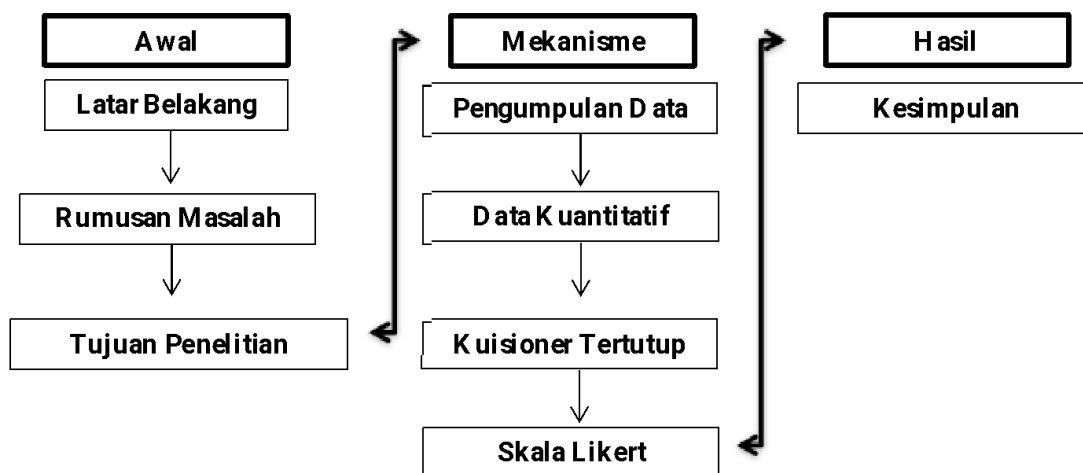 Awal
Latar Belakang
Rumusan Masalah
Tujuan Penelitian
Mekanisme
Pengumpulan Data
Data Kuantitatif
Kuisioner Tertutup
Skala Likert
Hasil
Kesimpulan